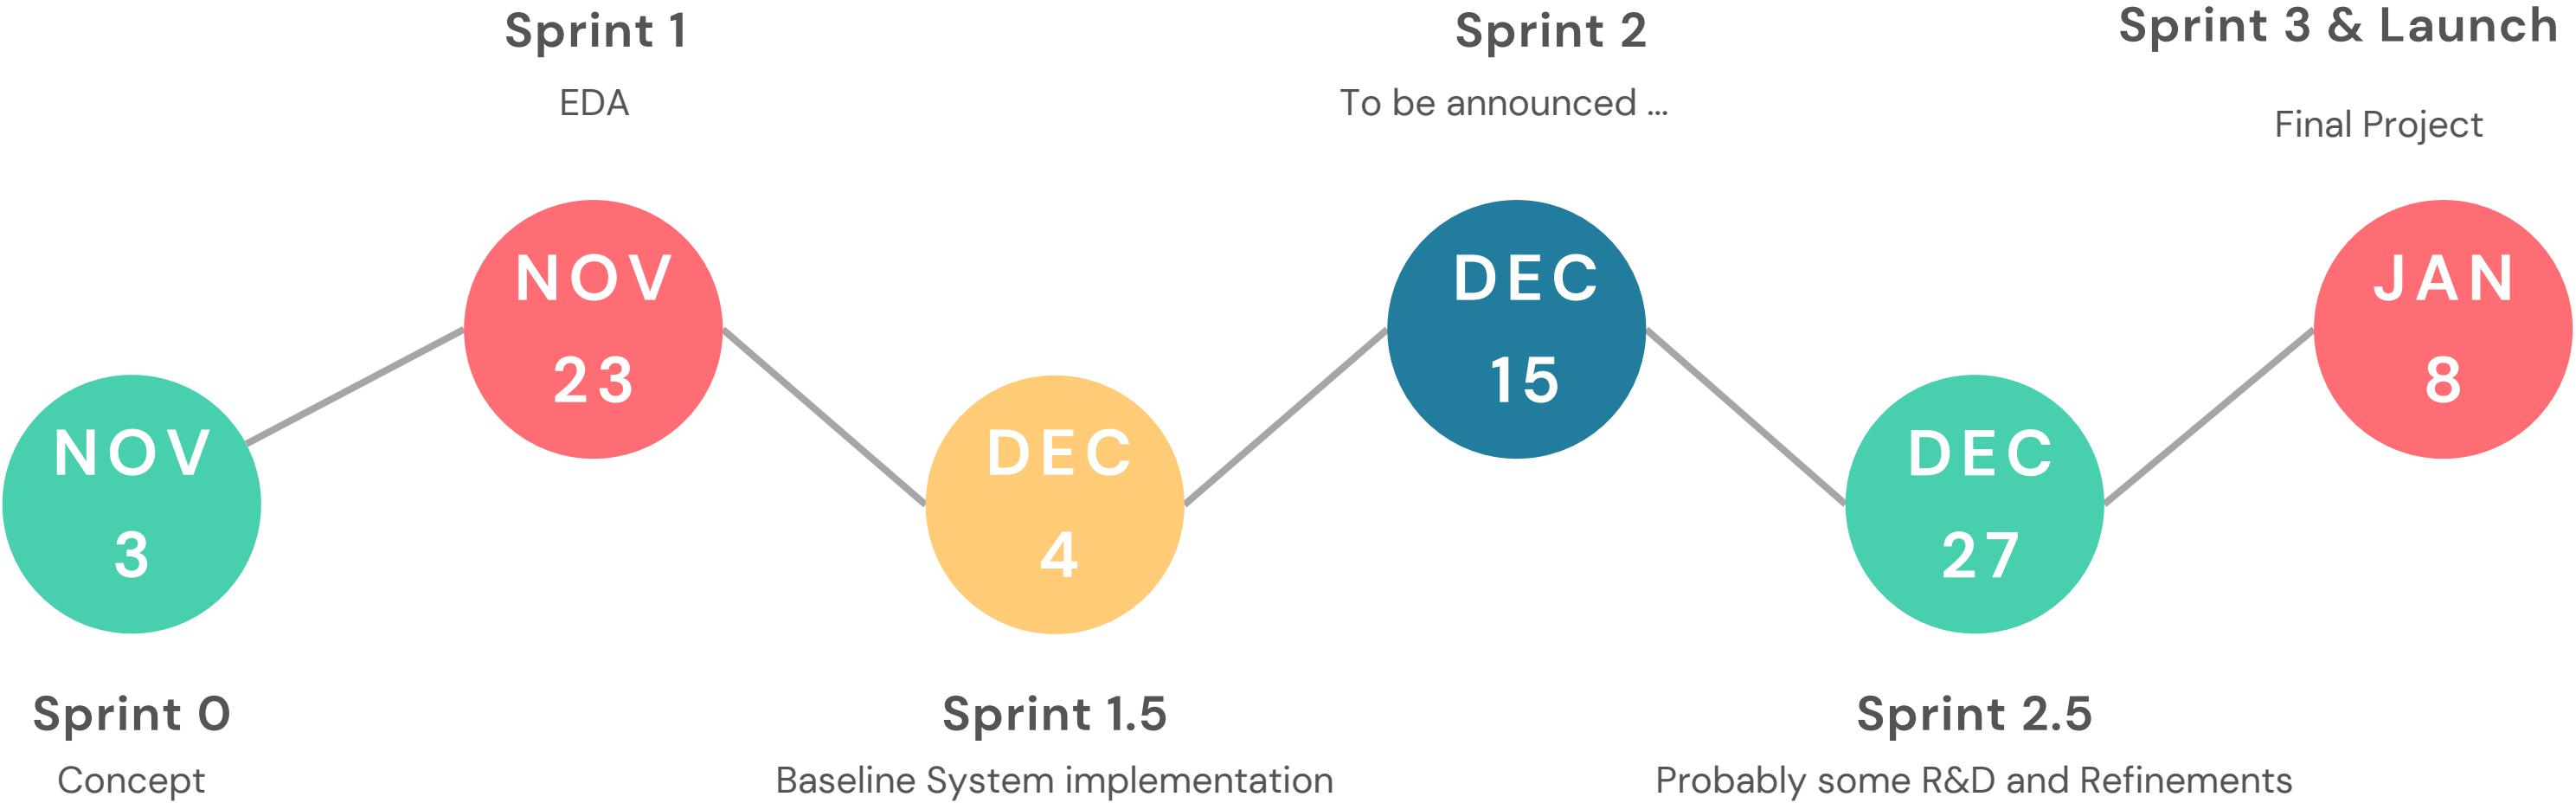 Sprint 1
EDA
Sprint 2
To be announced ...
Sprint 3 & Launch
Final Project
NOV
23
DEC
15
JAN
8
NOV
3
DEC
4
DEC
27
Sprint 0
Concept
Sprint 1.5
Baseline System implementation
Sprint 2.5
Probably some R&D and Refinements